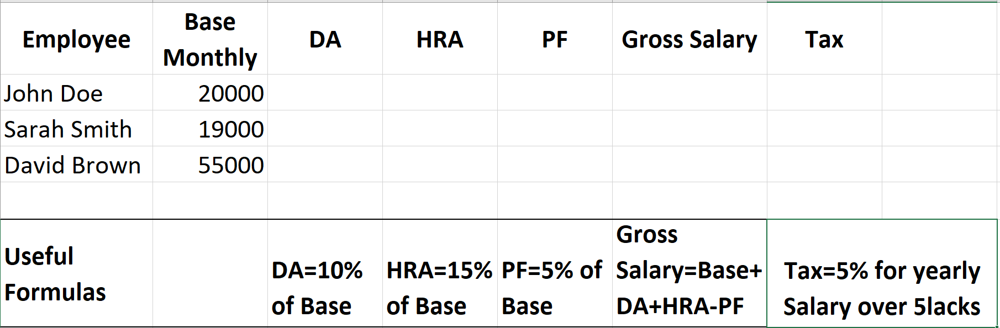 Employee Base Monthly DA HRA PF Gross Salary Tax
John Doe 20000
Sarah Smith 19000
David Brown 55000
Useful Formulas DA=10% of Base HRA=15% of Base PF=5% of Base Gross Salary=Base+DA+HRA-PF Tax=5% for yearly Salary over 5lacks